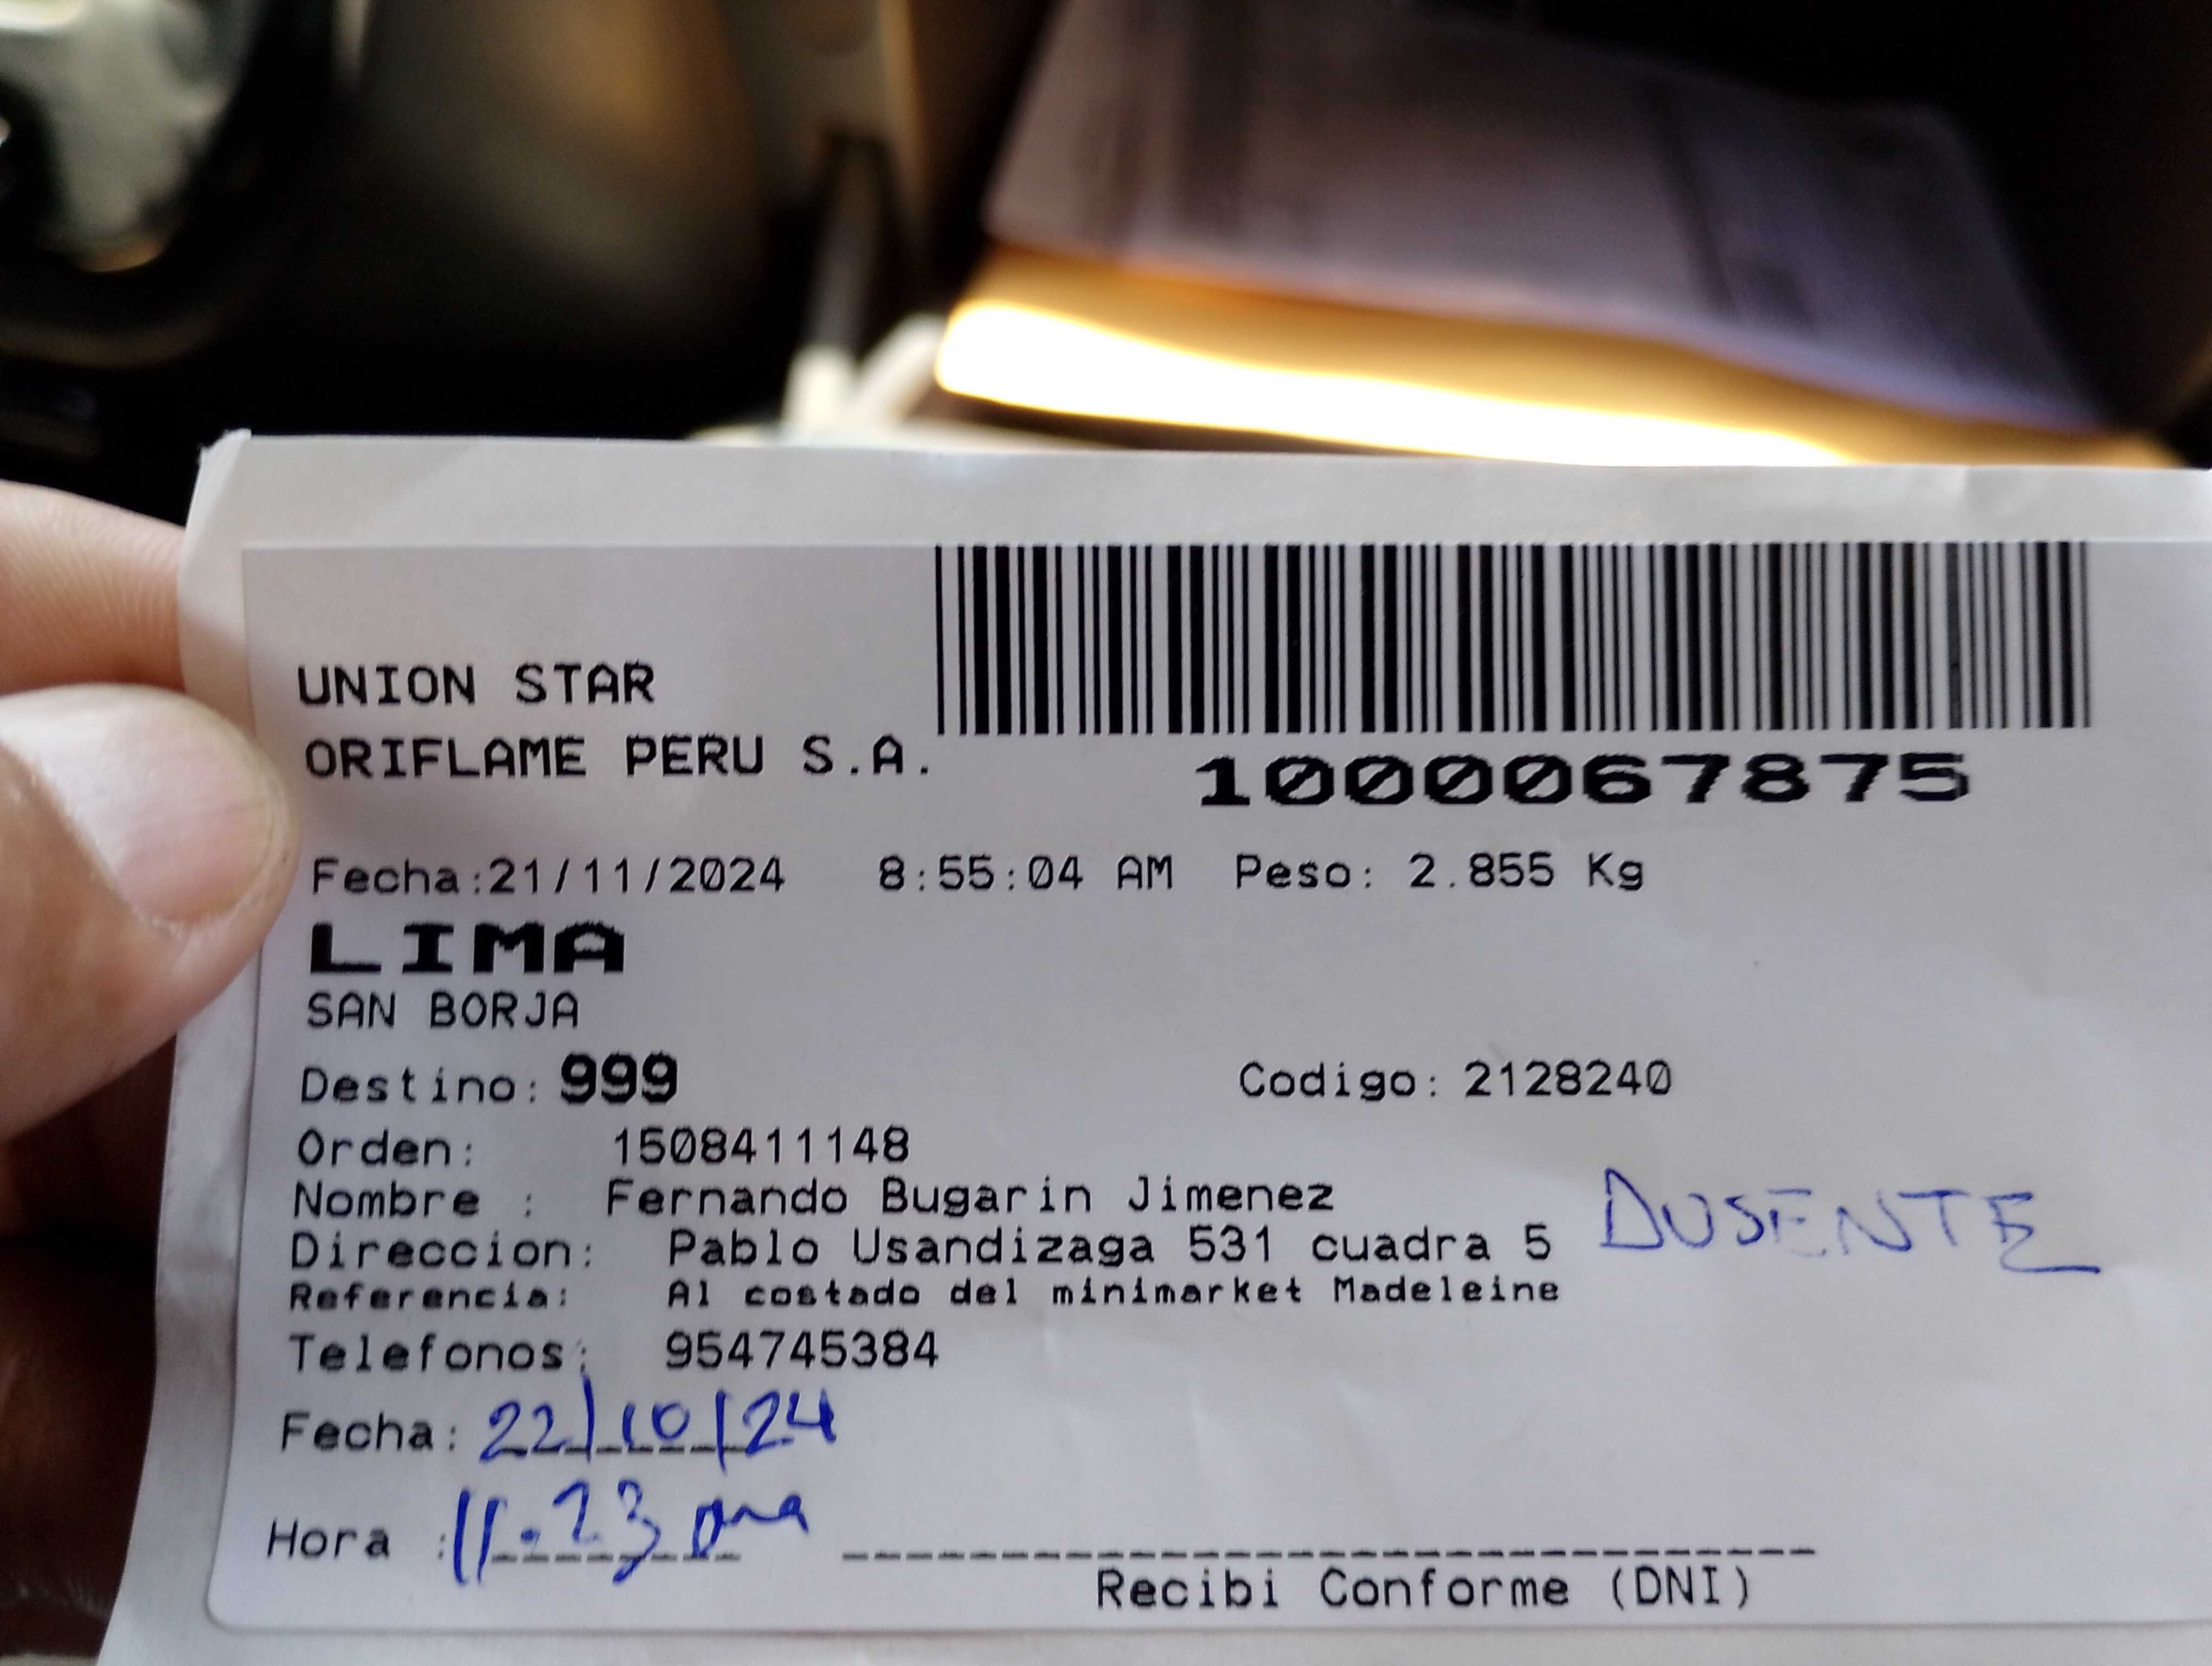 UNION STAR
ORIFLAME PERU S.A.
1000067875
Fecha:21/11/2024 8:55:04 AM Peso: 2.855 Kg
LIMA
SAN BORJA
Destino: 999 Codigo: 2128240
Orden: 1508411148
Nombre : Fernando Bugarin Jimenez
Direccion: Pablo Usandizaga 531 cuadra 5
AUSENTE
Referencia: Al costado del minimarket Madeleine
Telefonos: 954745384
Fecha: 22/10/24
Hora : 11.23
Recibi Conforme (DNI)